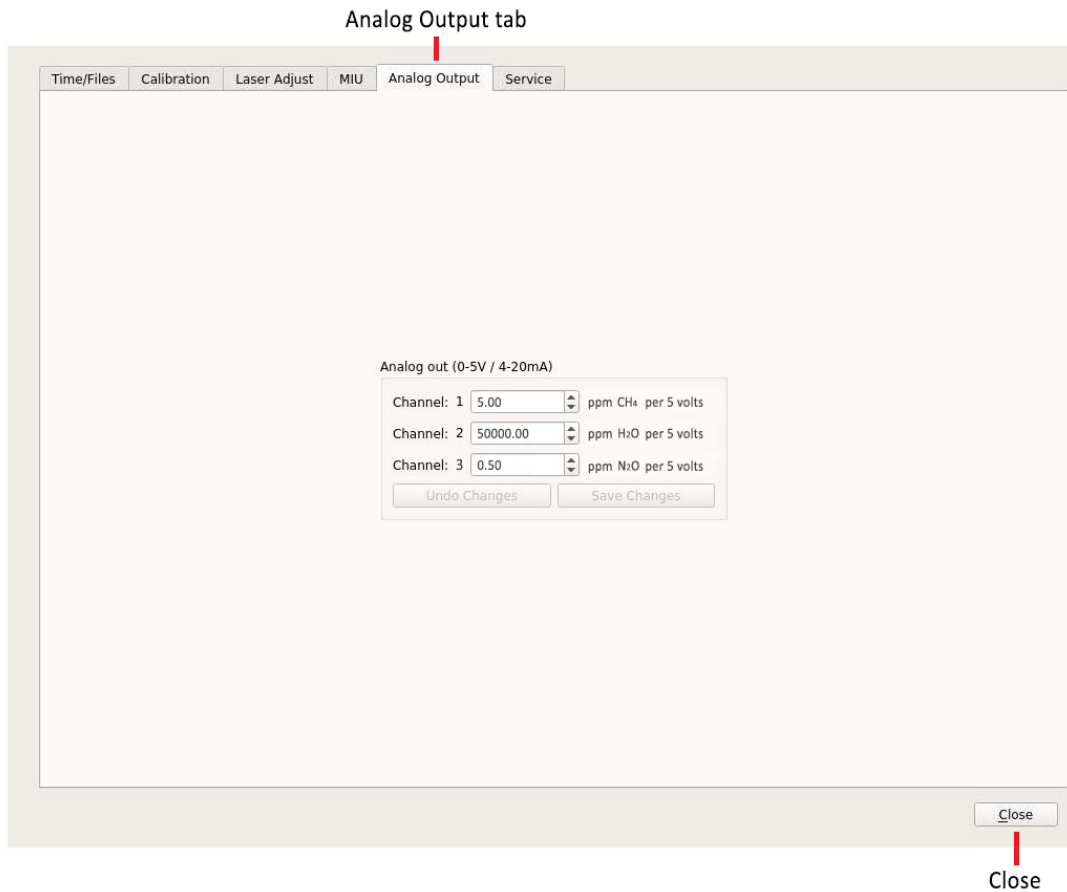 Analog Output tab
Time/Files Calibration Laser Adjust MIU Analog Output Service
Analog out (0-5V / 4-20mA)
Channel: 1 5.00 ppm CH₄ per 5 volts
Channel: 2 50000.00 ppm H₂O per 5 volts
Channel: 3 0.50 ppm N₂O per 5 volts
Undo Changes Save Changes
Close
Close